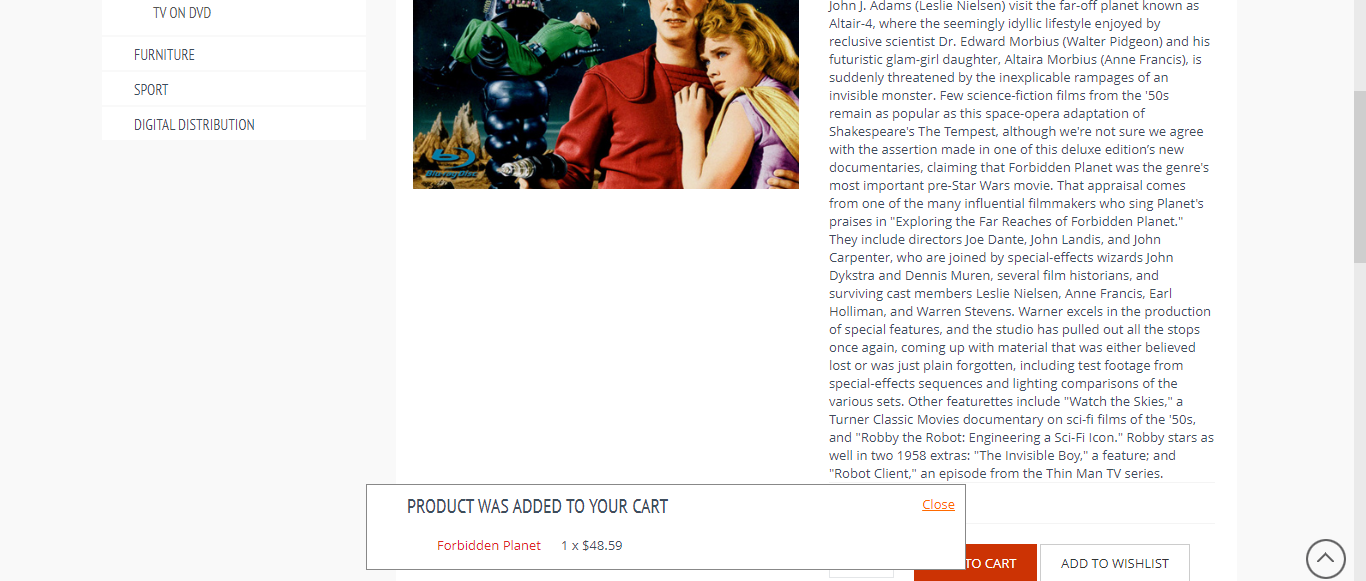 TV ON DVD
FURNITURE
SPORT
DIGITAL DISTRIBUTION
Blu-ray Disc
John J. Adams (Leslie Nielsen) visit the far-off planet known as
Altair-4, where the seemingly idyllic lifestyle enjoyed by
reclusive scientist Dr. Edward Morbius (Walter Pidgeon) and his
futuristic glam-girl daughter, Altaira Morbius (Anne Francis), is
suddenly threatened by the inexplicable rampages of an
invisible monster. Few science-fiction films from the '50s
remain as popular as this space-opera adaptation of
Shakespeare's The Tempest, although we're not sure we agree
with the assertion made in one of this deluxe edition’s new
documentaries, claiming that Forbidden Planet was the genre's
most important pre-Star Wars movie. That appraisal comes
from one of the many influential filmmakers who sing Planet's
praises in "Exploring the Far Reaches of Forbidden Planet."
They include directors Joe Dante, John Landis, and John
Carpenter, who are joined by special-effects wizards John
Dykstra and Dennis Muren, several film historians, and
surviving cast members Leslie Nielsen, Anne Francis, Earl
Holliman, and Warren Stevens. Warner excels in the production
of special features, and the studio has pulled out all the stops
once again, coming up with material that was either believed
lost or was just plain forgotten, including test footage from
special-effects sequences and lighting comparisons of the
various sets. Other featurettes include "Watch the Skies," a
Turner Classic Movies documentary on sci-fi films of the '50s,
and "Robby the Robot: Engineering a Sci-Fi Icon." Robby stars as
well in two 1958 extras: "The Invisible Boy," a feature; and
"Robot Client," an episode from the Thin Man TV series.
PRODUCT WAS ADDED TO YOUR CART
Close
Forbidden Planet 1 x $48.59
TO CART
ADD TO WISHLIST